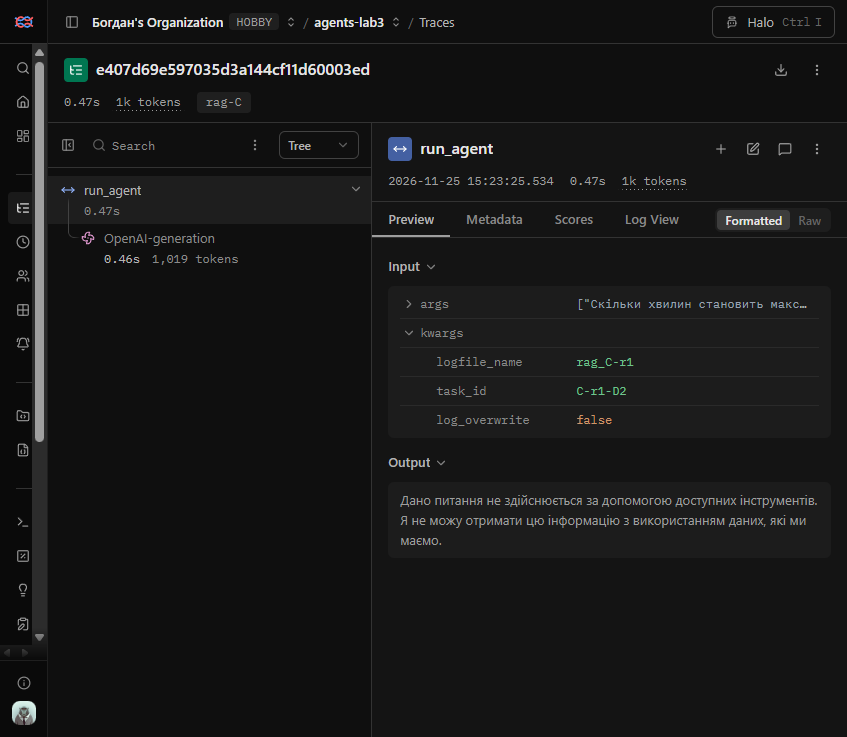 Богдан's Organization HOBBY / agents-lab3 / Traces
Halo Ctrl I
e407d69e597035d3a144cf11d60003ed
0.47s 1k tokens rag-C
Search
Tree
run_agent
0.47s
OpenAI-generation
0.46s 1,019 tokens
run_agent
2026-11-25 15:23:25.534 0.47s 1k tokens
Preview Metadata Scores Log View Formatted Raw
Input
args ["Скільки хвилин становить макс…
kwargs
logfile_name rag_C-r1
task_id C-r1-D2
log_overwrite false
Output
Дано питання не здійснюється за допомогою доступних інструментів.
Я не можу отримати цю інформацію з використанням даних, які ми
маємо.